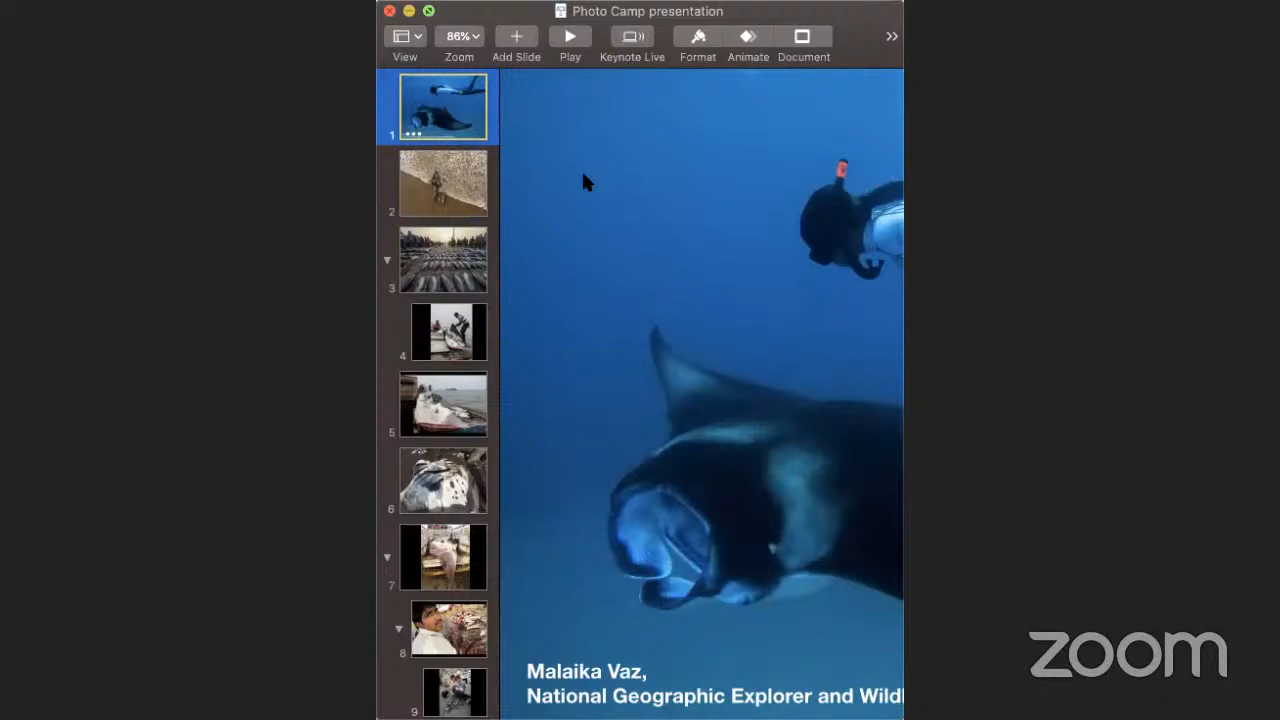 Photo Camp presentation
86%
View Zoom Add Slide Play Keynote Live Format Animate Document
1
2
3
4
5
6
7
8
9
Malaika Vaz,
National Geographic Explorer and Wild
zoom